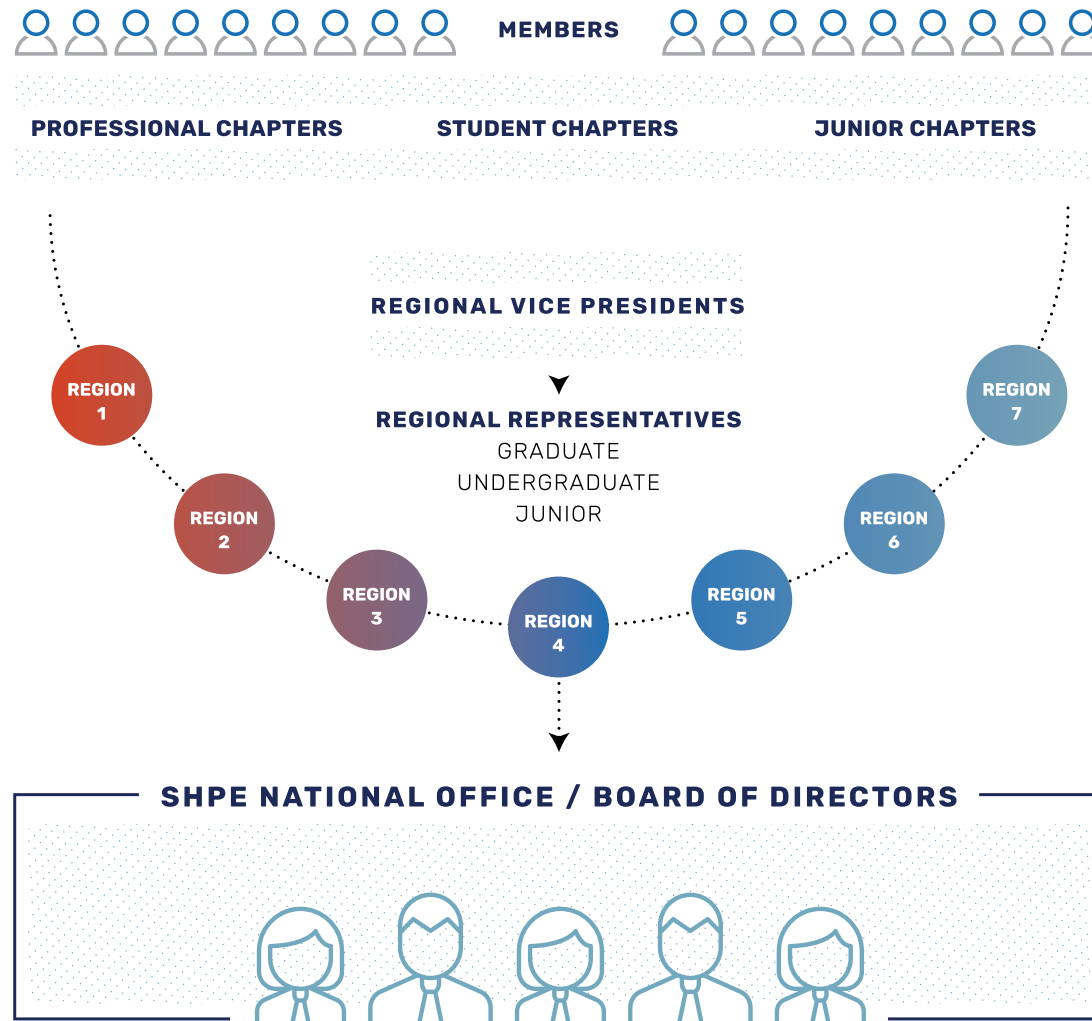 MEMBERS
PROFESSIONAL CHAPTERS
STUDENT CHAPTERS
JUNIOR CHAPTERS
REGIONAL VICE PRESIDENTS
REGIONAL REPRESENTATIVES
GRADUATE
UNDERGRADUATE
JUNIOR
REGION
1
REGION
2
REGION
3
REGION
4
REGION
5
REGION
6
REGION
7
SHPE NATIONAL OFFICE / BOARD OF DIRECTORS